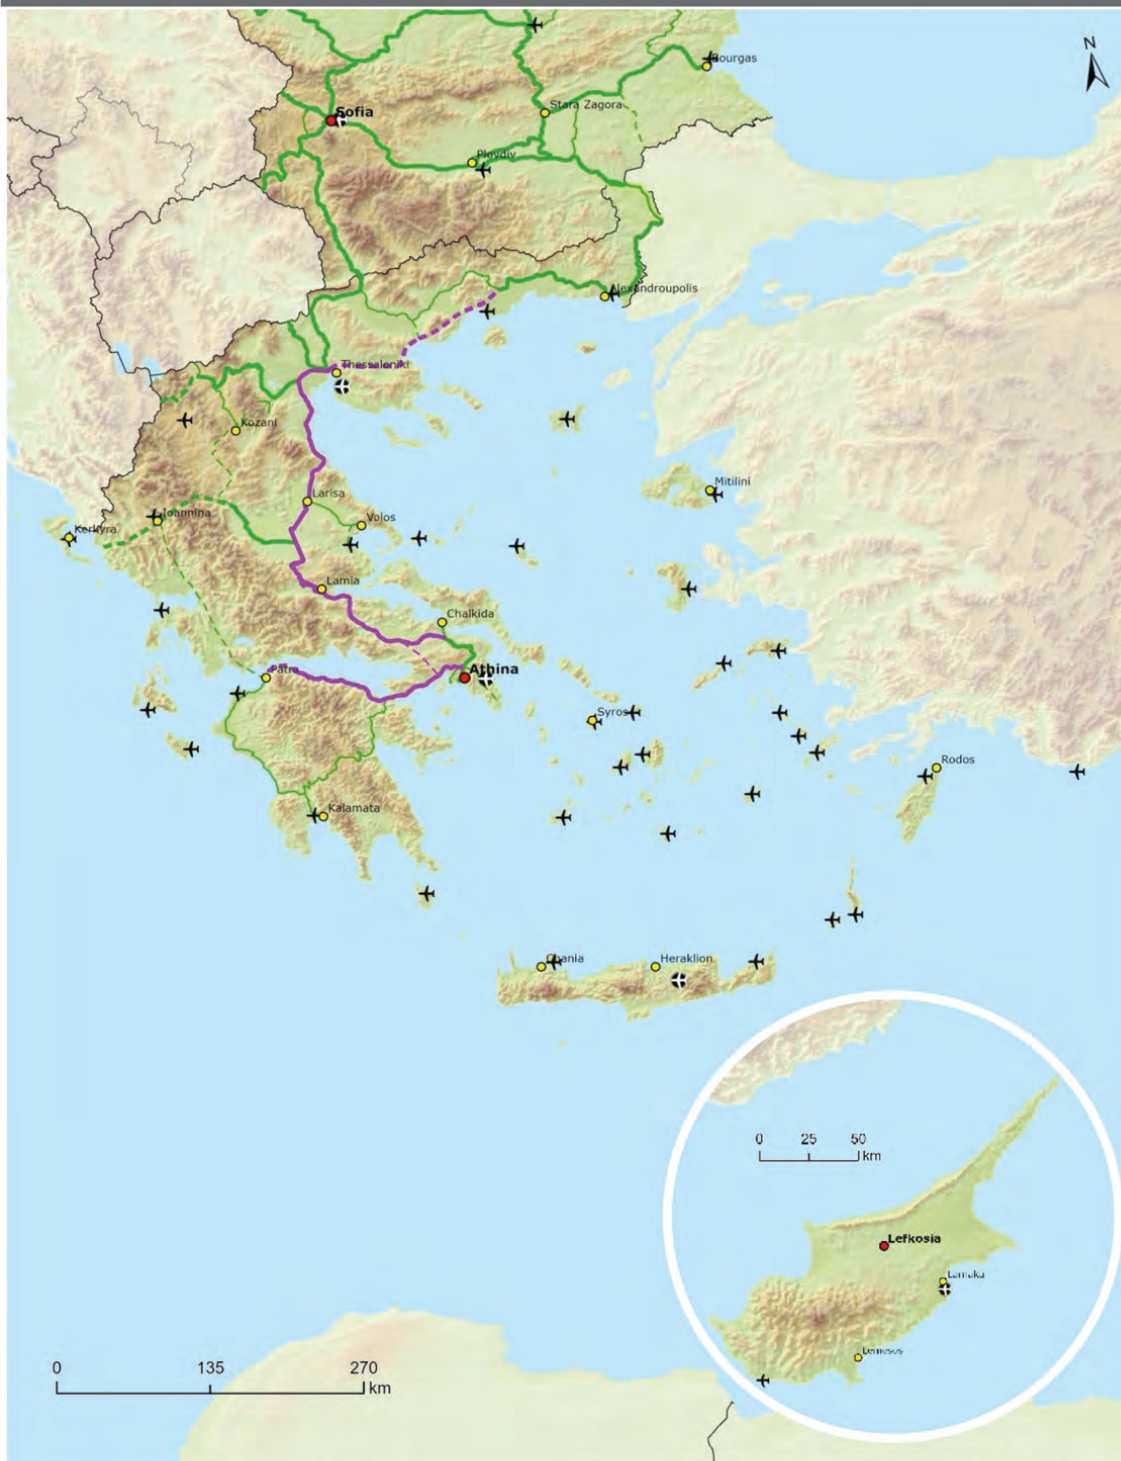 N
Bourgas
Sofia
Stara Zagora
Plovdiv
Alexandroupolis
Thessaloniki
Kozani
Mitilini
Larisa
Ioannina
Volos
Kerkyra
Lamia
Chalkida
Patra
Athina
Syros
Rodos
Kalamata
Chania
Heraklion
0 25 50
km
Lefkosia
Larnaka
Lemesos
0 135 270
km